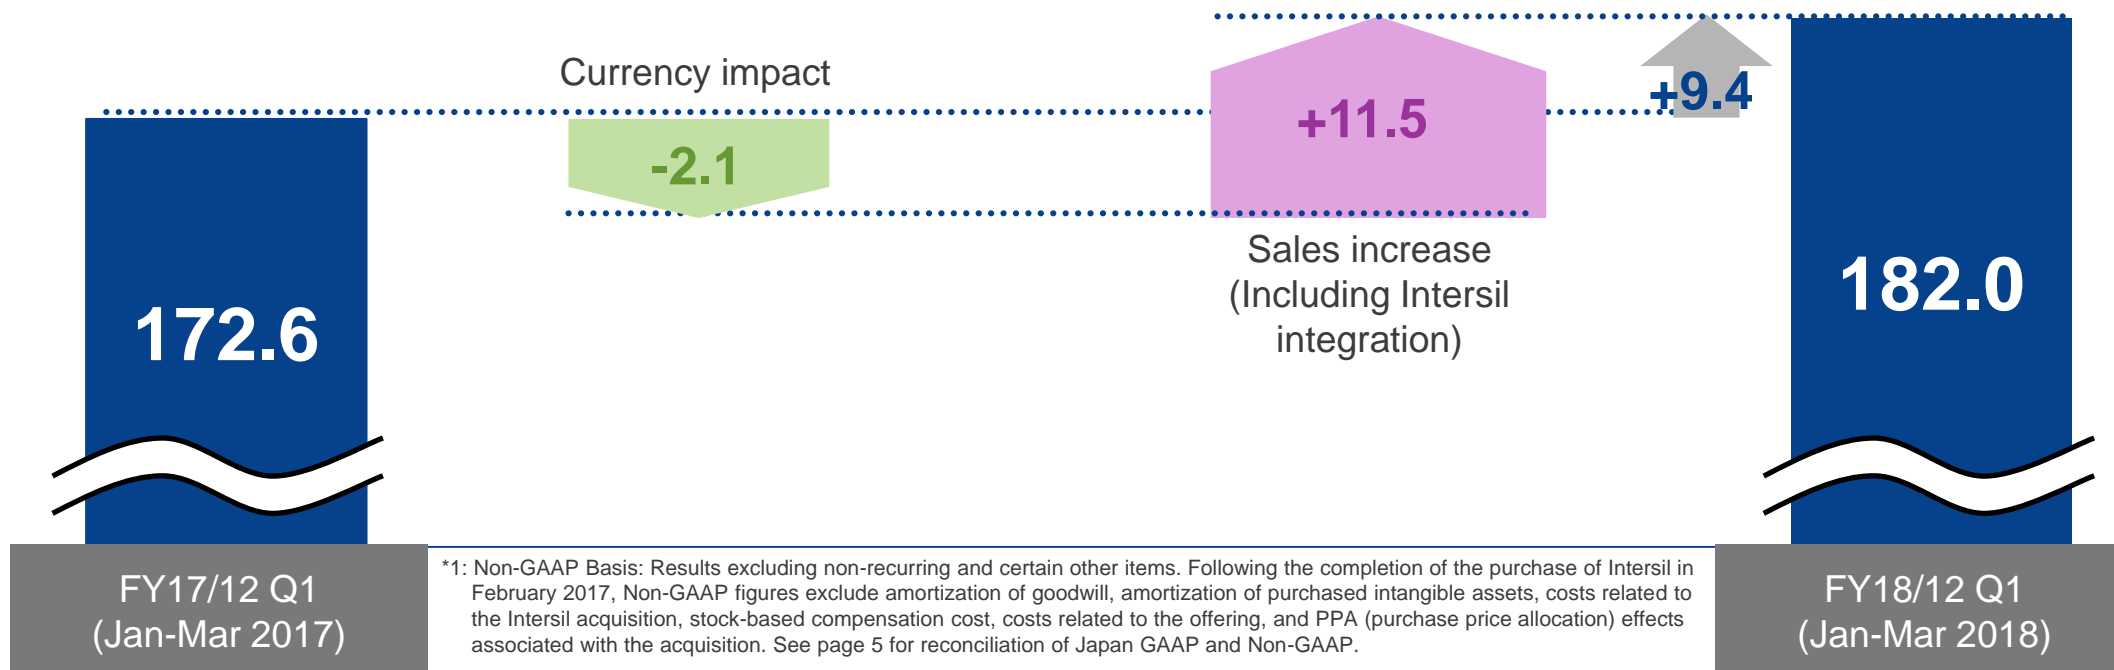 Currency impact
+9.4
+11.5
-2.1
Sales increase
(Including Intersil
integration)
172.6
182.0
*1: Non-GAAP Basis: Results excluding non-recurring and certain other items. Following the completion of the purchase of Intersil in
February 2017, Non-GAAP figures exclude amortization of goodwill, amortization of purchased intangible assets, costs related to
the Intersil acquisition, stock-based compensation cost, costs related to the offering, and PPA (purchase price allocation) effects
associated with the acquisition. See page 5 for reconciliation of Japan GAAP and Non-GAAP.
FY17/12 Q1
(Jan-Mar 2017)
FY18/12 Q1
(Jan-Mar 2018)